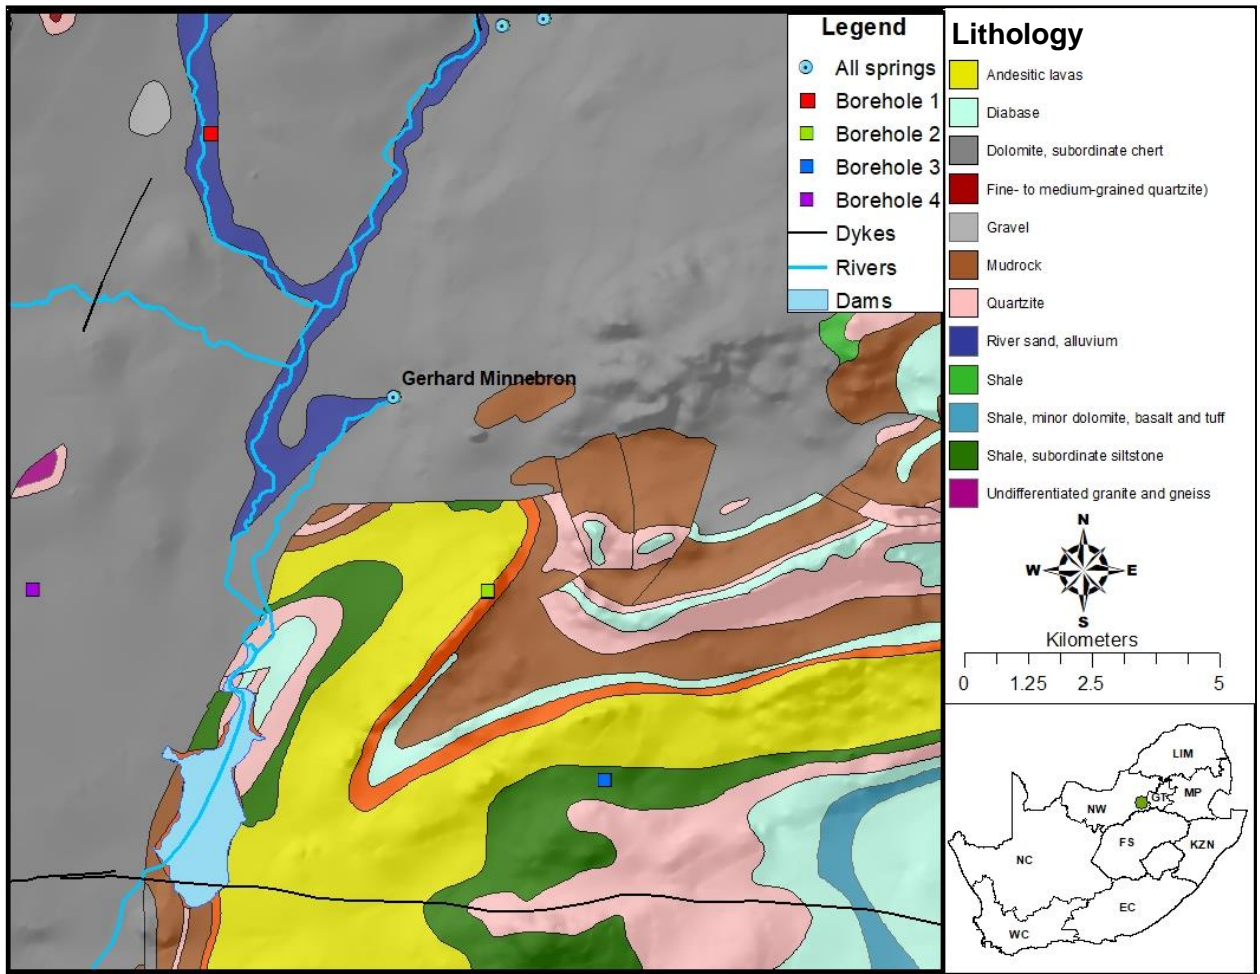 Legend
All springs
Borehole 1
Borehole 2
Borehole 3
Borehole 4
Dykes
Rivers
Dams
Gerhard Minnebron
Lithology
Andesitic lavas
Diabase
Dolomite, subordinate chert
Fine- to medium-grained quartzite)
Gravel
Mudrock
Quartzite
River sand, alluvium
Shale
Shale, minor dolomite, basalt and tuff
Shale, subordinate siltstone
Undifferentiated granite and gneiss
N
W E
S
Kilometers
0 1.25 2.5 5
LIM
NW GT MP
FS KZN
NC
EC
WC